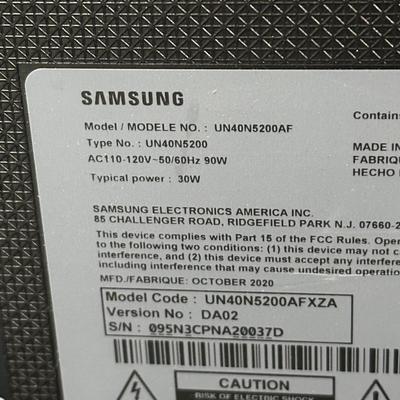 SAMSUNG
Contains
Model / MODELE NO. : UN40N5200AF
Type No. : UN40N5200
AC110-120V~50/60Hz 90W
Typical power : 30W
MADE IN
FABRIQUE
HECHO
SAMSUNG ELECTRONICS AMERICA INC.
85 CHALLENGER ROAD, RIDGEFIELD PARK N.J. 07660-2
This device complies with Part 15 of the FCC Rules. Oper
the following two conditions: (1) this device may
interference, and (2) this device must accept any interfe
including interference that may cause undesired operatio
MFD./FABRIQUE: OCTOBER 2020
Model Code : UN40N5200AFXZA
Version No : DA02
S/N : 095N3CPNA20037D
CAUTION
RISK OF ELECTRIC SHOCK